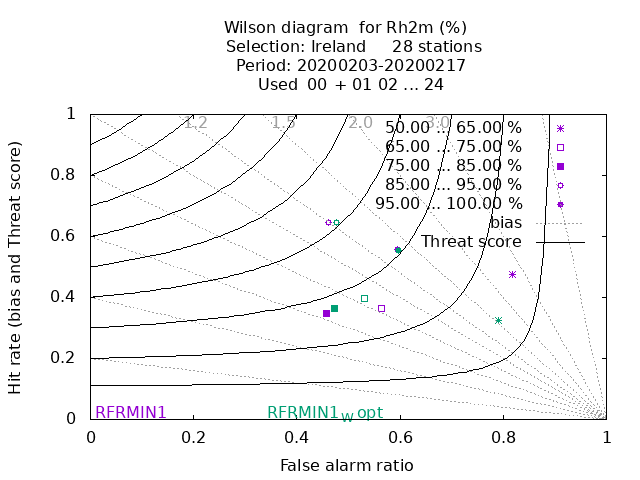 Wilson diagram  for Rh2m (%)
Selection: Ireland     28 stations
Period: 20200203-20200217
Used  00  + 01 02 ... 24
1.2 1.5 2.0 3.0
50.00 ... 65.00 %
65.00 ... 75.00 %
75.00 ... 85.00 %
85.00 ... 95.00 %
95.00 ... 100.00 %
bias
Threat score
1
0.8
0.6
0.4
0.2
0
Hit rate (bias and Threat score)
RFRMIN1 RFRMIN1w opt
0 0.2 0.4 0.6 0.8 1
False alarm ratio